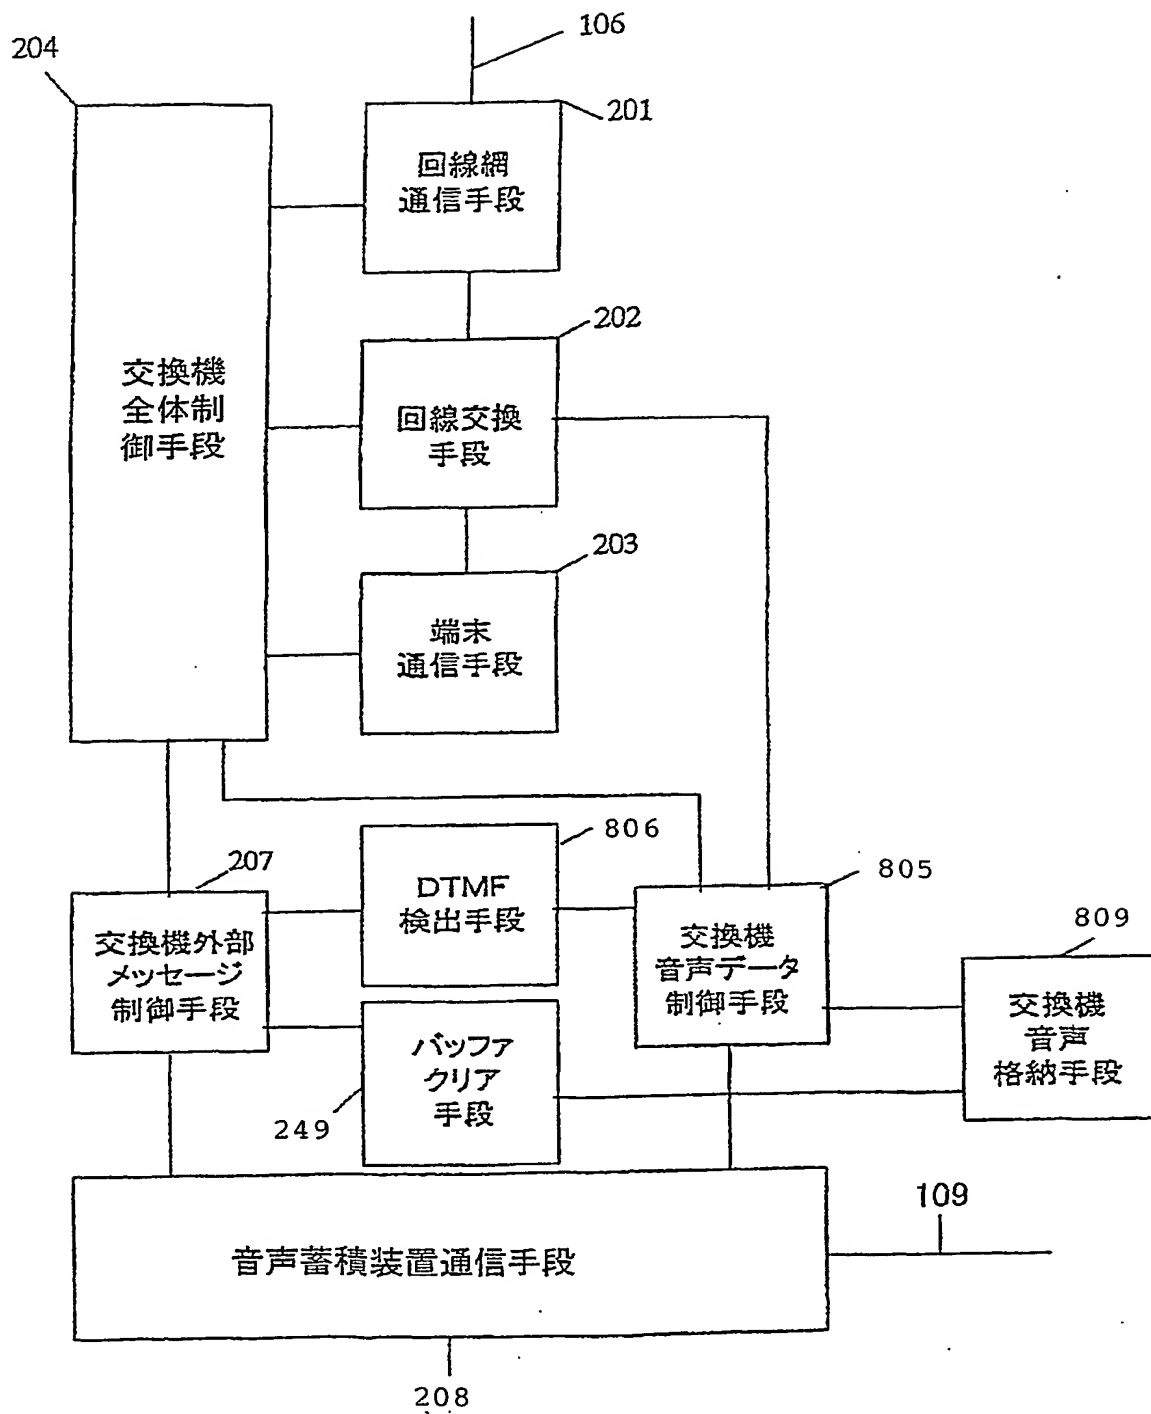 106
204
201
回線網
通信手段
202
交換機
全体制
御手段
回線交換
手段
203
端末
通信手段
806
207
805
DTMF
検出手段
809
交換機外部
メッセージ
制御手段
交換機
音声データ
制御手段
交換機
音声
格納手段
バッファ
クリア
手段
249
109
音声蓄積装置通信手段
208